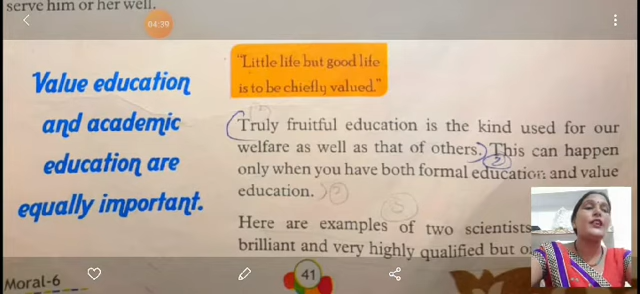 serve him or her well.
04:39
Value education
and academic
education are
equally important.
"Little life but good life
is to be chiefly valued."
Truly fruitful education is the kind used for our
welfare as well as that of others. This can happen
only when you have both formal education and value
education.
Here are examples of two scientists
brilliant and very highly qualified but
Moral-6
41